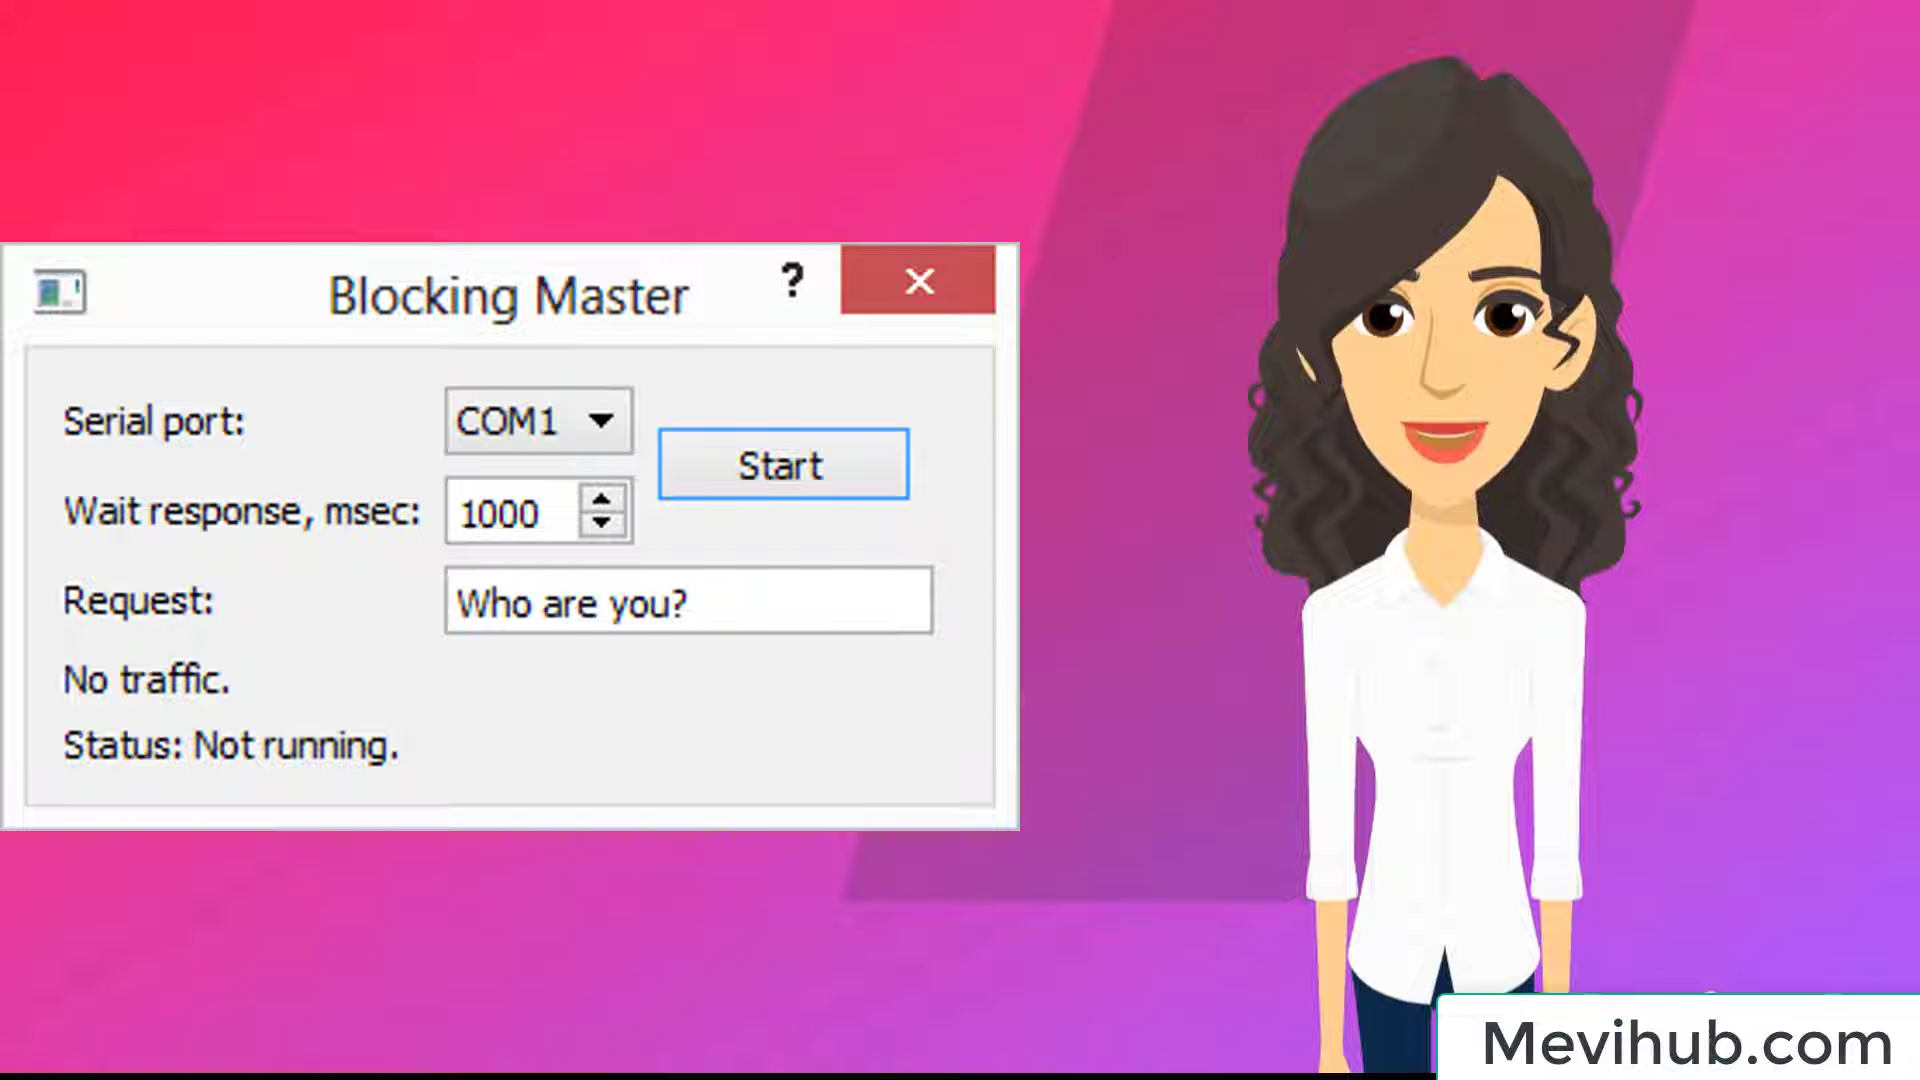 Blocking Master
?
Serial port:
COM1
Start
Wait response, msec:
1000
Request:
Who are you?
No traffic.
Status: Not running.
Mevihub.com